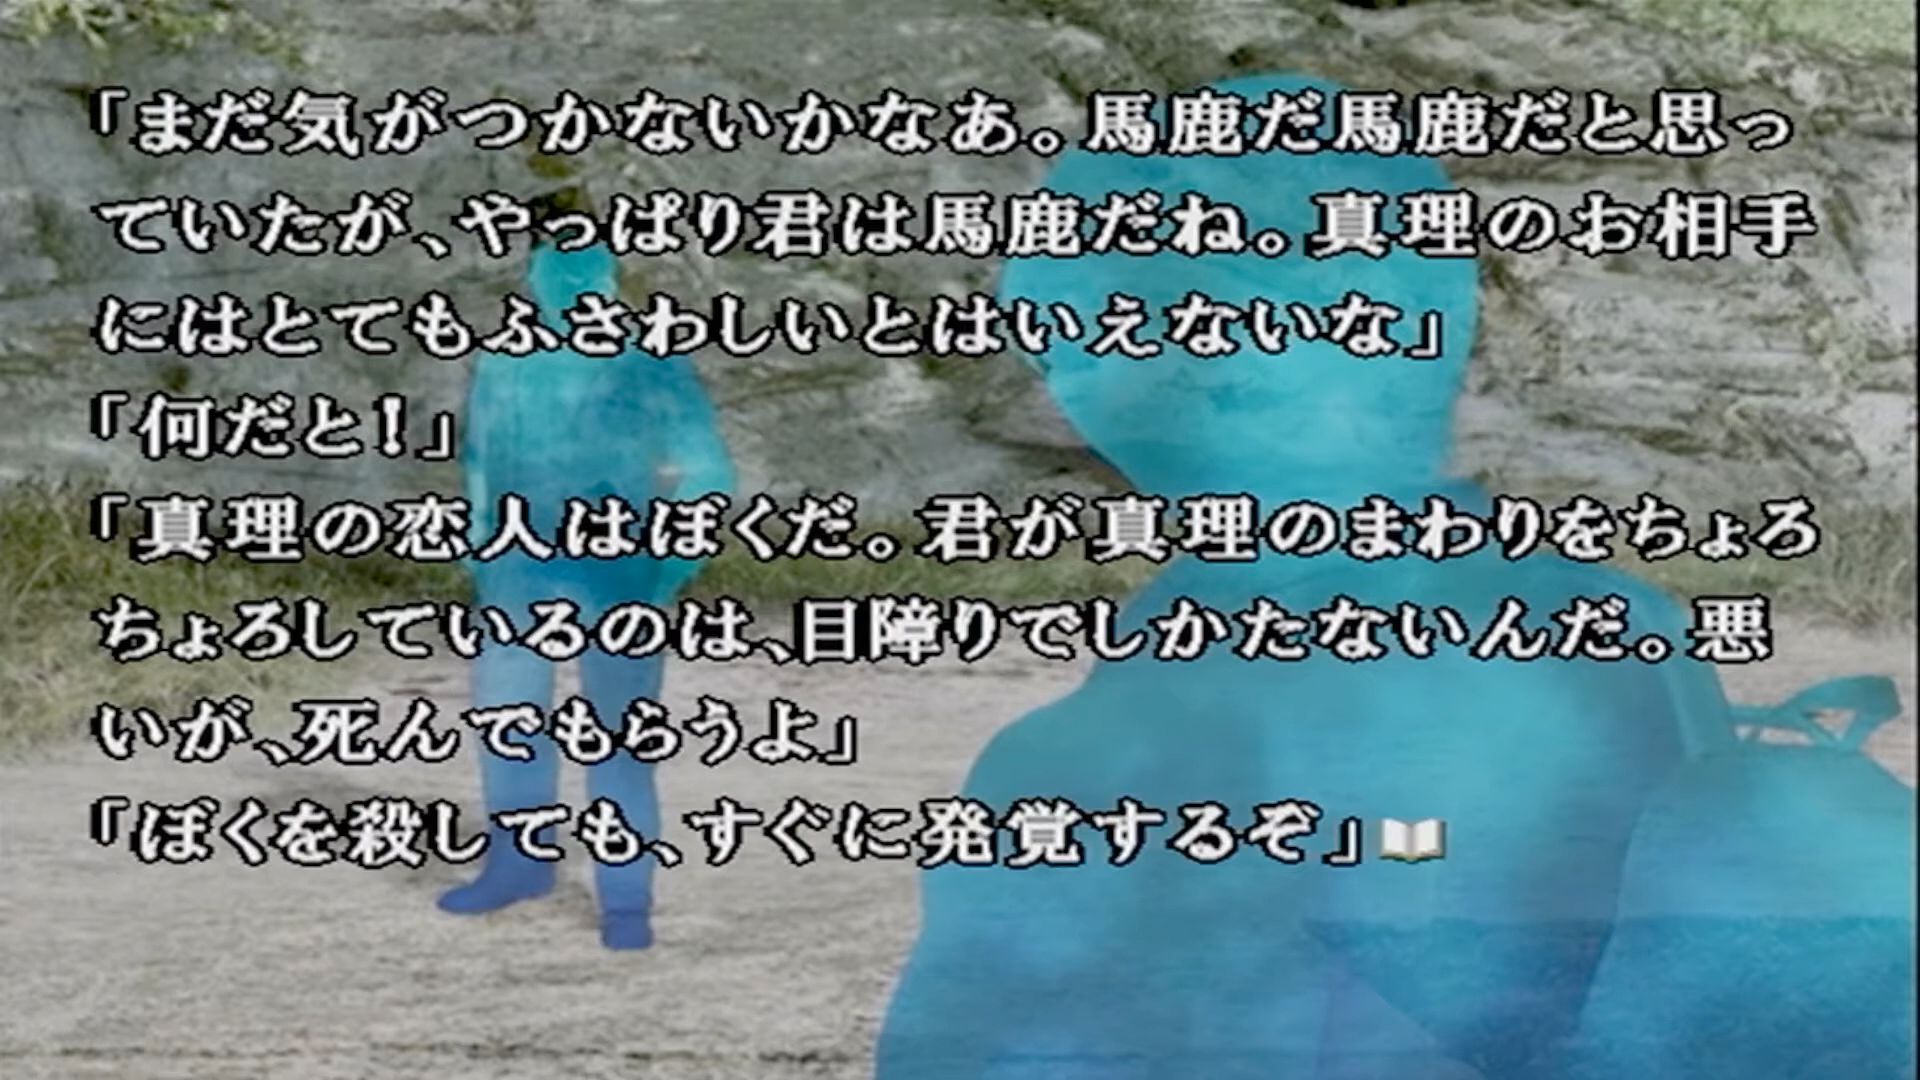 「まだ気がつかないかなあ。馬鹿だ馬鹿だと思っ
ていたが、やっぱり君は馬鹿だね。真理のお相手
にはとてもふさわしいとはいえないな」
「何だと!」
「真理の恋人はぼくだ。君が真理のまわりをちょろ
ちょろしているのは、目障りでしかたないんだ。悪
いが、死んでもらうよ」
「ぼくを殺しても、すぐに発覚するぞ」